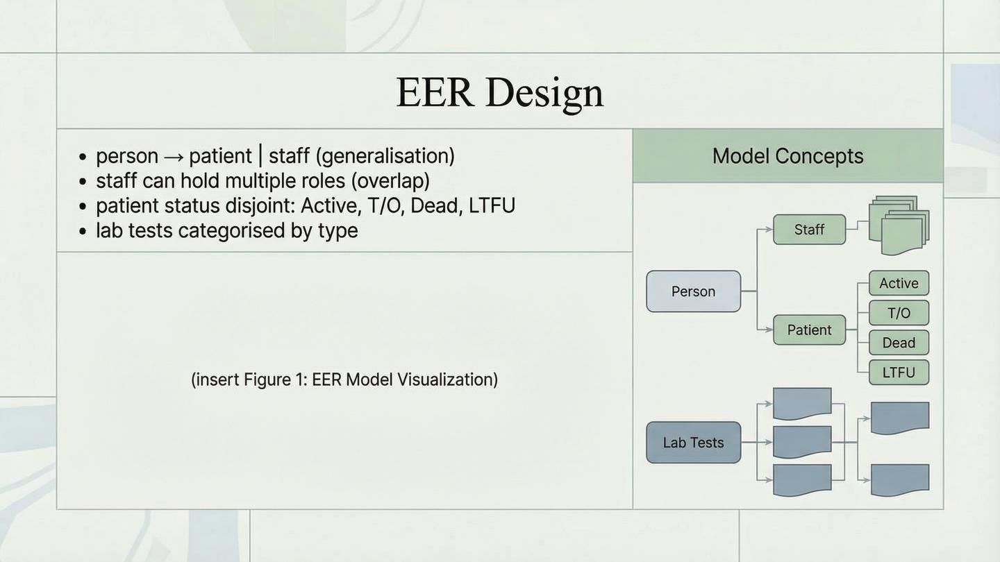 EER Design
• person → patient | staff (generalisation)
• staff can hold multiple roles (overlap)
• patient status disjoint: Active, T/O, Dead, LTFU
• lab tests categorised by type
(insert Figure 1: EER Model Visualization)
Model Concepts
Staff
Person
Active
T/O
Patient
Dead
LTFU
Lab Tests